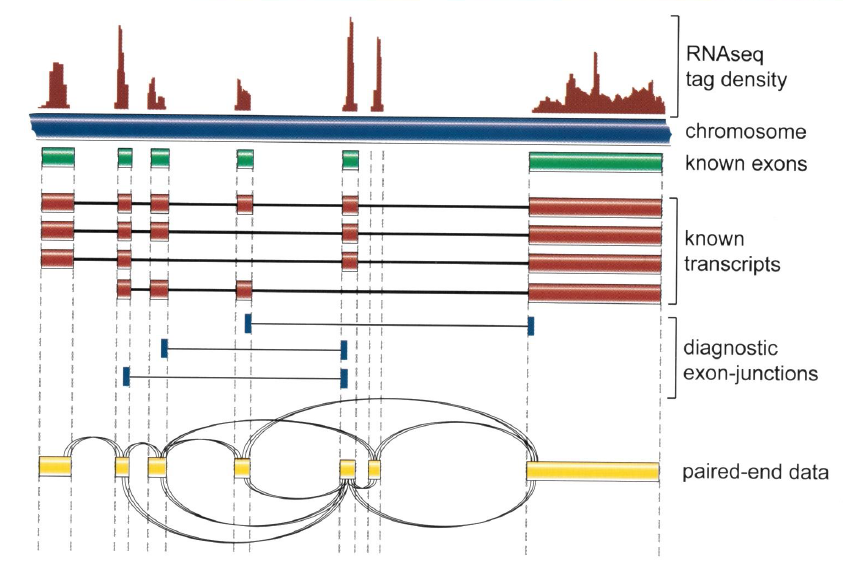 RNAseq
tag density
chromosome
known exons
known
transcripts
diagnostic
exon-junctions
paired-end data